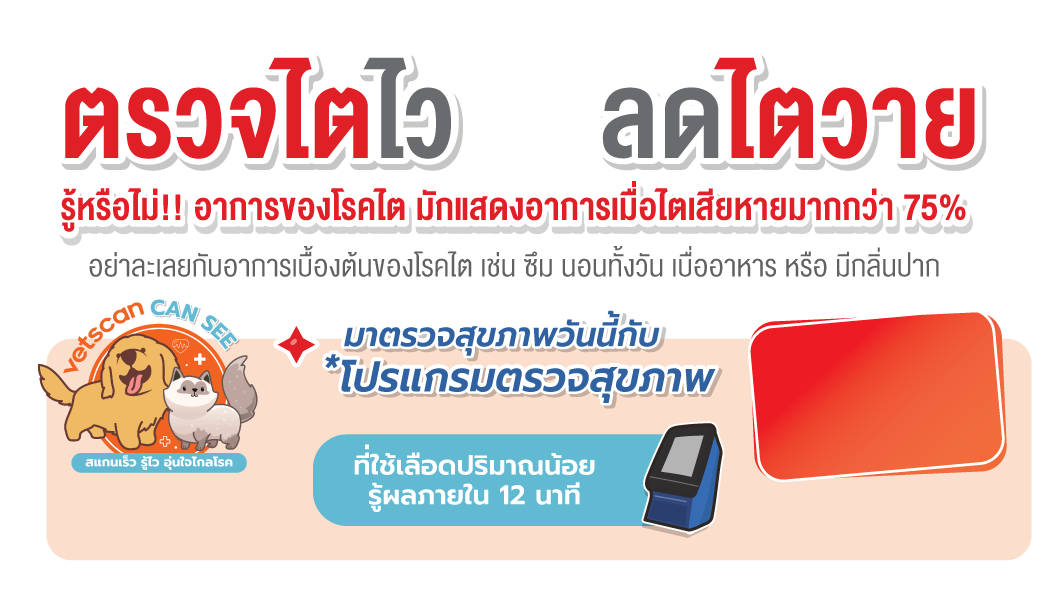 ตรวจไตไว ลดไตวาย
รู้หรือไม่!! อาการของโรคไต มักแสดงอาการเมื่อไตเสียหายมากกว่า 75%
อย่าละเลยกับอาการเบื้องต้นของโรคไต เช่น ซึม นอนทั้งวัน เบื่ออาหาร หรือ มีกลิ่นปาก
vetscan CAN SEE
สแกนเร็ว รู้ไว อุ่นใจไกลโรค
มาตรวจสุขภาพวันนี้กับ
*โปรแกรมตรวจสุขภาพ
ที่ใช้เลือดปริมาณน้อย
รู้ผลภายใน 12 นาที